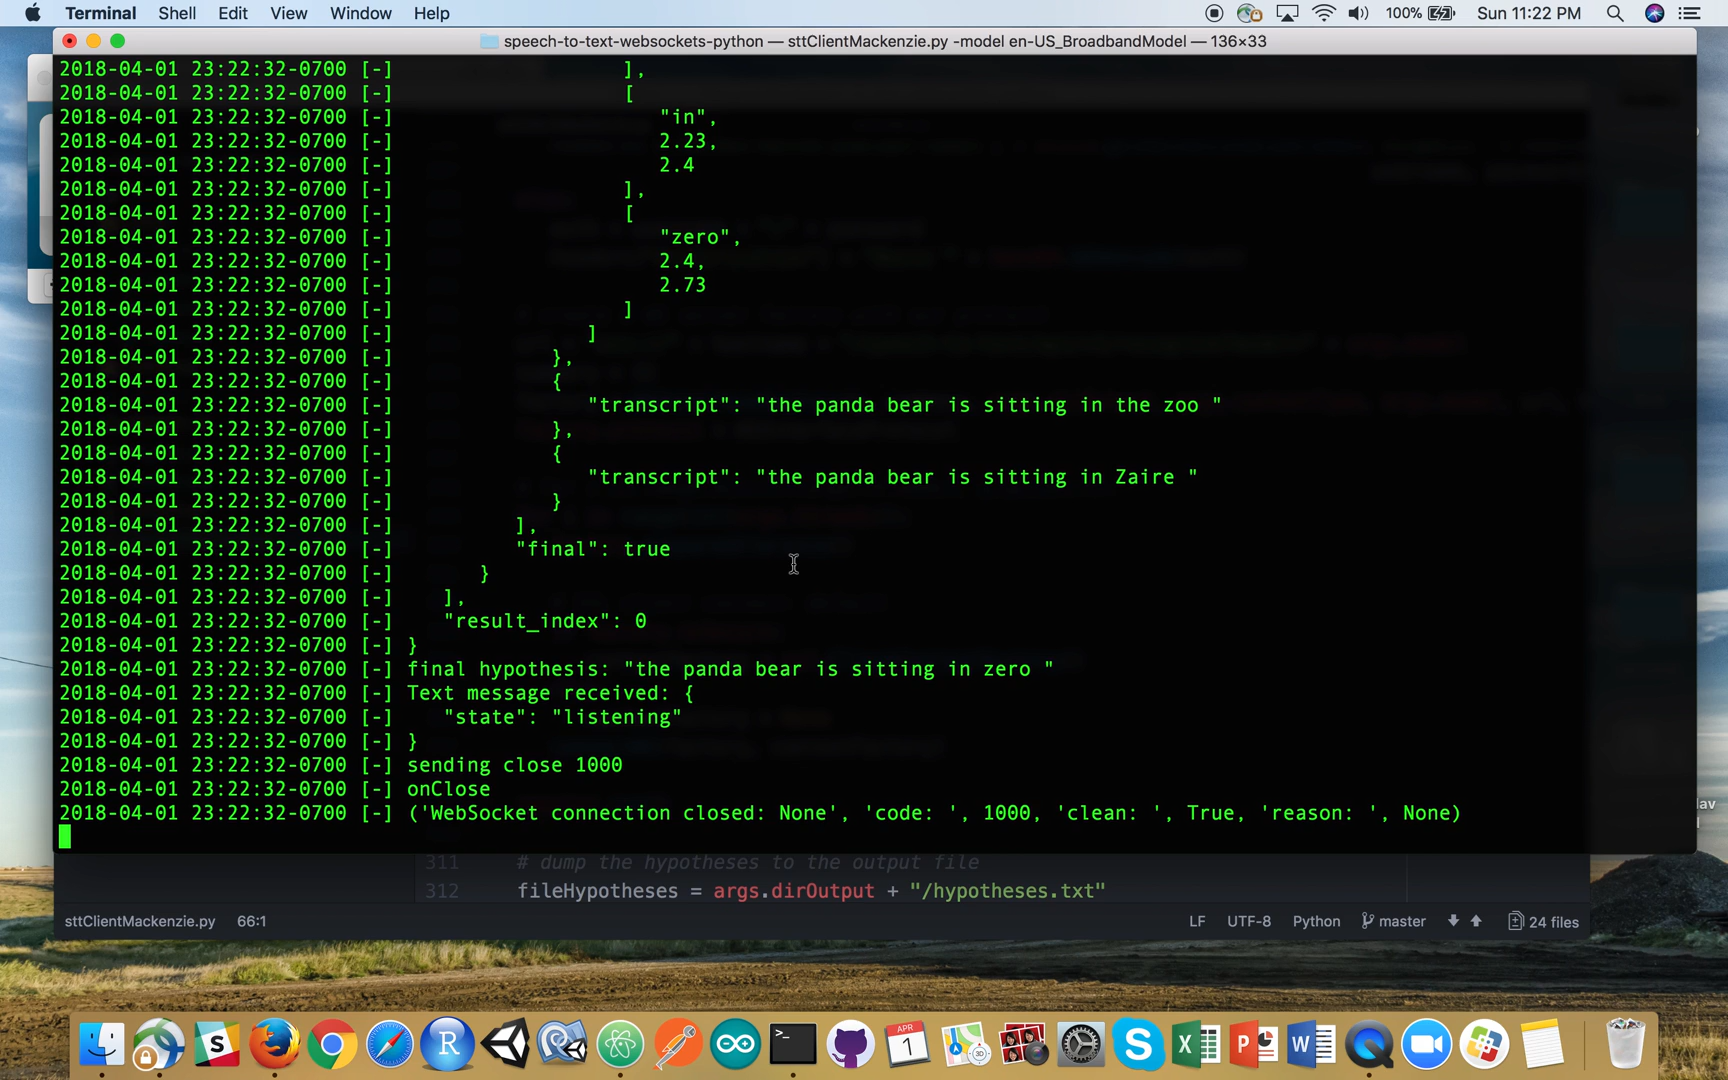 Terminal Shell Edit View Window Help 100% Sun 11:22 PM
speech-to-text-websockets-python — sttClientMackenzie.py -model en-US_BroadbandModel — 136×33
2018-04-01 23:22:32-0700 [-] ],
2018-04-01 23:22:32-0700 [-] [
2018-04-01 23:22:32-0700 [-] "in",
2018-04-01 23:22:32-0700 [-] 2.23,
2018-04-01 23:22:32-0700 [-] 2.4
2018-04-01 23:22:32-0700 [-] ],
2018-04-01 23:22:32-0700 [-] [
2018-04-01 23:22:32-0700 [-] "zero",
2018-04-01 23:22:32-0700 [-] 2.4,
2018-04-01 23:22:32-0700 [-] 2.73
2018-04-01 23:22:32-0700 [-] ]
2018-04-01 23:22:32-0700 [-] ]
2018-04-01 23:22:32-0700 [-] },
2018-04-01 23:22:32-0700 [-] {
2018-04-01 23:22:32-0700 [-] "transcript": "the panda bear is sitting in the zoo "
2018-04-01 23:22:32-0700 [-] },
2018-04-01 23:22:32-0700 [-] {
2018-04-01 23:22:32-0700 [-] "transcript": "the panda bear is sitting in Zaire "
2018-04-01 23:22:32-0700 [-] }
2018-04-01 23:22:32-0700 [-] ],
2018-04-01 23:22:32-0700 [-] "final": true
2018-04-01 23:22:32-0700 [-] }
2018-04-01 23:22:32-0700 [-] ],
2018-04-01 23:22:32-0700 [-] "result_index": 0
2018-04-01 23:22:32-0700 [-] }
2018-04-01 23:22:32-0700 [-] final hypothesis: "the panda bear is sitting in zero "
2018-04-01 23:22:32-0700 [-] Text message received: {
2018-04-01 23:22:32-0700 [-] "state": "listening"
2018-04-01 23:22:32-0700 [-] }
2018-04-01 23:22:32-0700 [-] sending close 1000
2018-04-01 23:22:32-0700 [-] onClose
2018-04-01 23:22:32-0700 [-] ('WebSocket connection closed: None', 'code: ', 1000, 'clean: ', True, 'reason: ', None)
311 # dump the hypotheses to the output file
312 fileHypotheses = args.dirOutput + "/hypotheses.txt"
sttClientMackenzie.py 66:1 LF UTF-8 Python master 24 files
APR
1